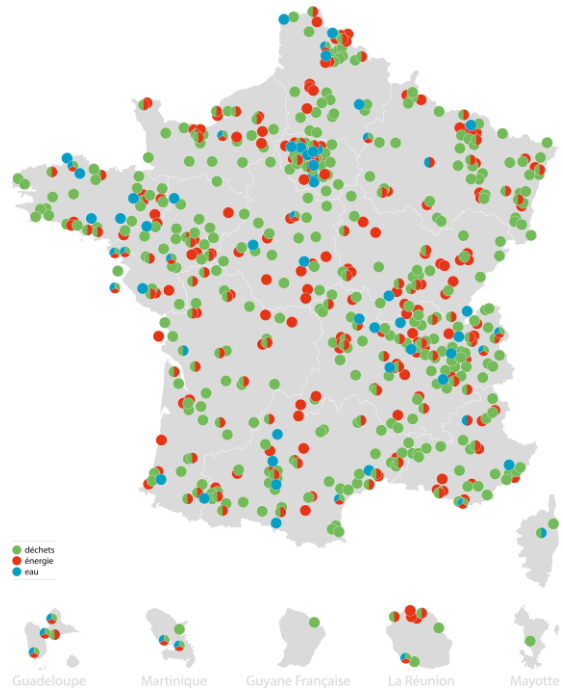 déchets
énergie
eau
Guadeloupe
Martinique
Guyane Française
La Réunion
Mayotte